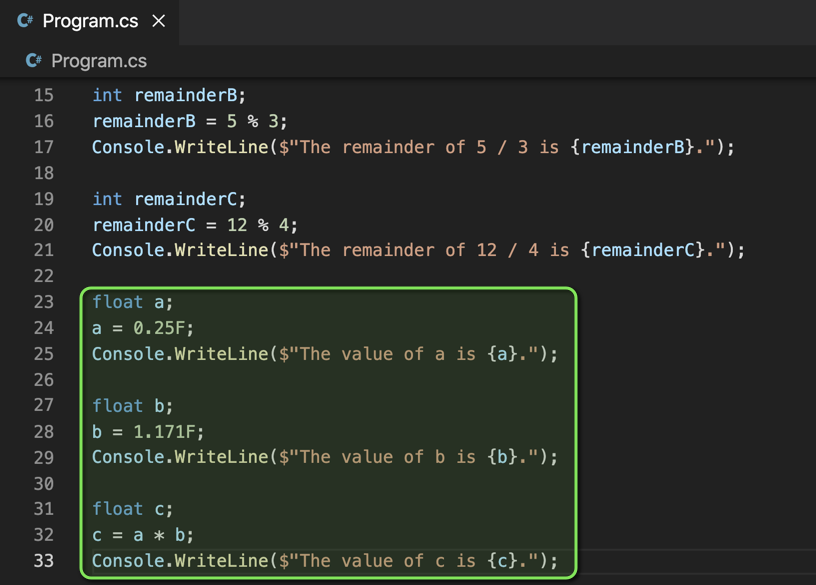 C# Program.cs ×
C# Program.cs
15 int remainderB;
16 remainderB = 5 % 3;
17 Console.WriteLine($"The remainder of 5 / 3 is {remainderB}.");
18
19 int remainderC;
20 remainderC = 12 % 4;
21 Console.WriteLine($"The remainder of 12 / 4 is {remainderC}.");
22
23 float a;
24 a = 0.25F;
25 Console.WriteLine($"The value of a is {a}.");
26
27 float b;
28 b = 1.171F;
29 Console.WriteLine($"The value of b is {b}.");
30
31 float c;
32 c = a * b;
33 Console.WriteLine($"The value of c is {c}.");